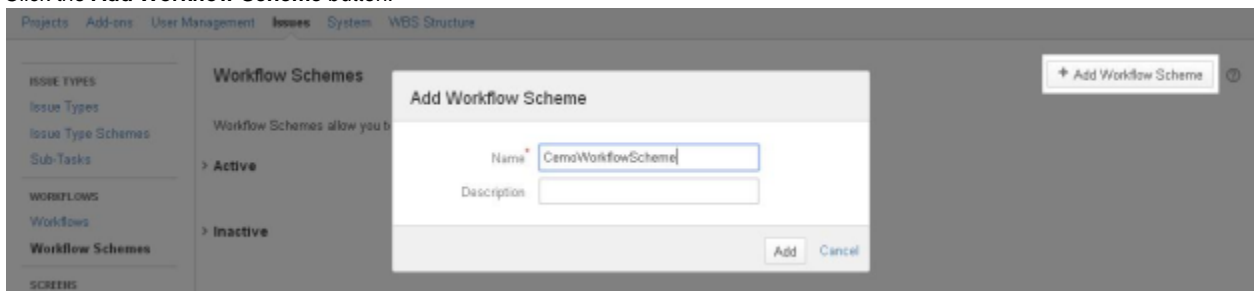 Click the Add Workflow Scheme button.
Projects Add-ons User Management Issues System WBS Structure
ISSUE TYPES
Issue Types
Issue Type Schemes
Sub-Tasks
WORKFLOWS
Workflows
Workflow Schemes
SCREENS
Workflow Schemes
+ Add Workflow Scheme
Workflow Schemes allow you t
> Active
> Inactive
Add Workflow Scheme
Name* CemoWorkflowScheme
Description
Add Cancel